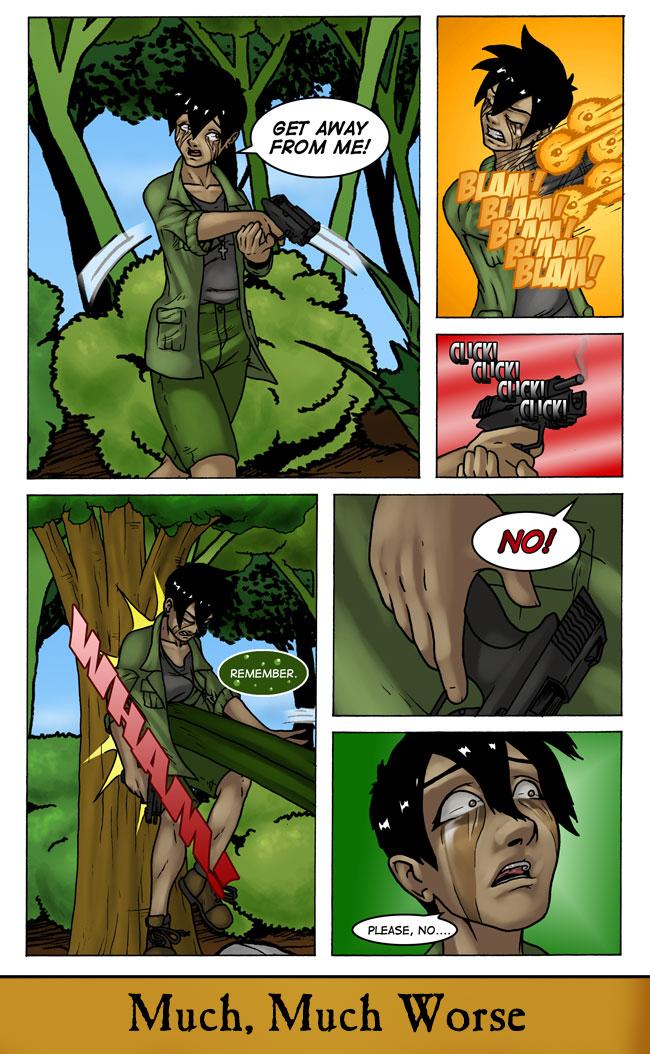 GET AWAY
FROM ME!
BLAM!
BLAM!
BLAM!
BLAM!
BLAM!
CLICK!
CLICK!
CLICK!
CLICK!
WHAM!
REMEMBER.
NO!
PLEASE, NO....
Much, Much Worse